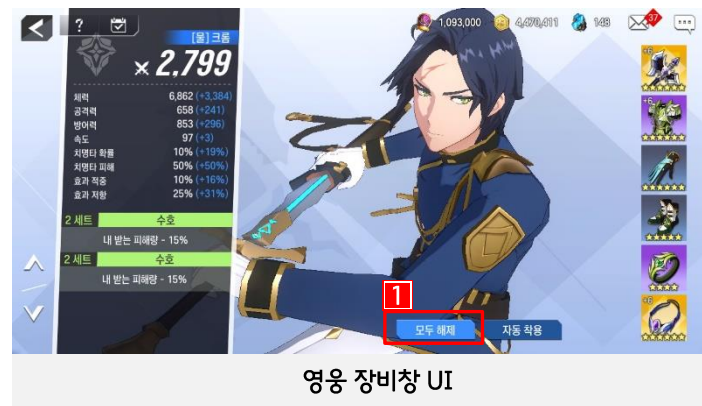 ?
1,093,000
4,470,411
148
37
[물] 크롬
2,799
체력 6,862 (+3,384)
공격력 658 (+241)
방어력 853 (+296)
속도 97 (+3)
치명타 확률 10% (+19%)
치명타 피해 50% (+50%)
효과 적중 10% (+16%)
효과 저항 25% (+31%)
2 세트 수호
내 받는 피해량 - 15%
2 세트 수호
내 받는 피해량 - 15%
+6
+6
+6
1
모두 해제 자동 착용
영웅 장비창 UI